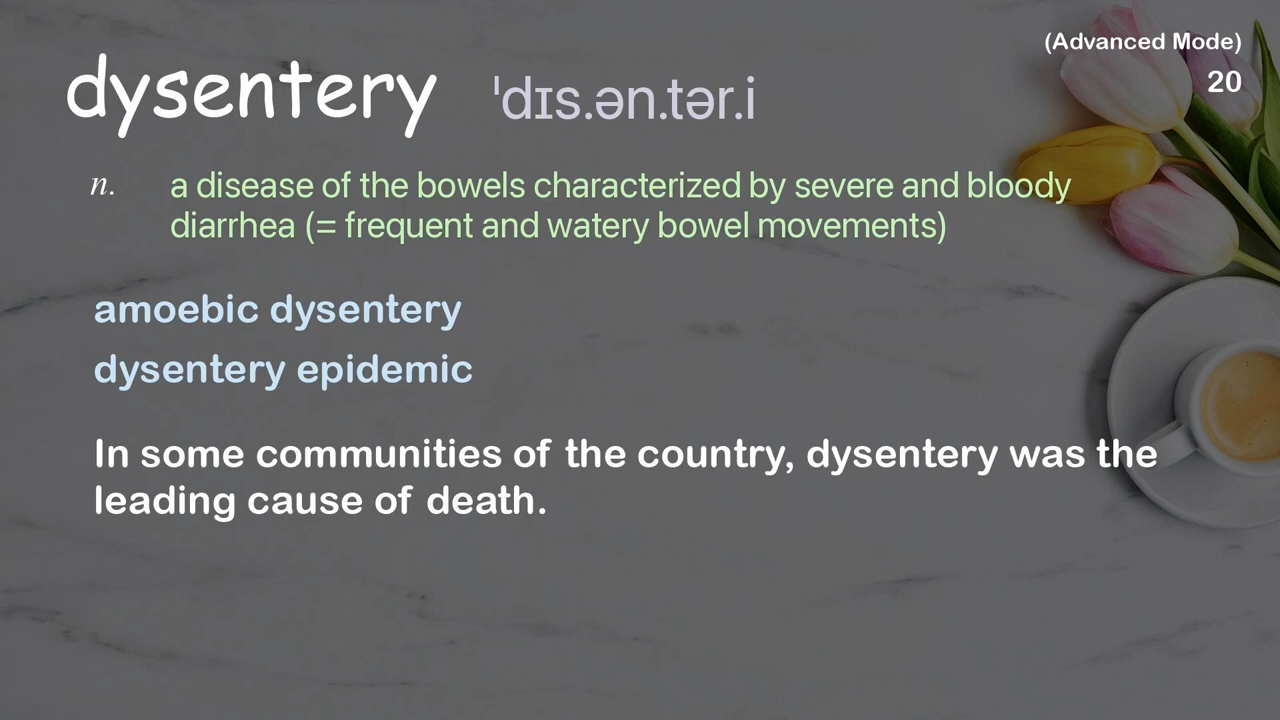 (Advanced Mode)
dysentery ˈdɪs.ən.tər.i
20
n. a disease of the bowels characterized by severe and bloody
diarrhea (= frequent and watery bowel movements)
amoebic dysentery
dysentery epidemic
In some communities of the country, dysentery was the
leading cause of death.